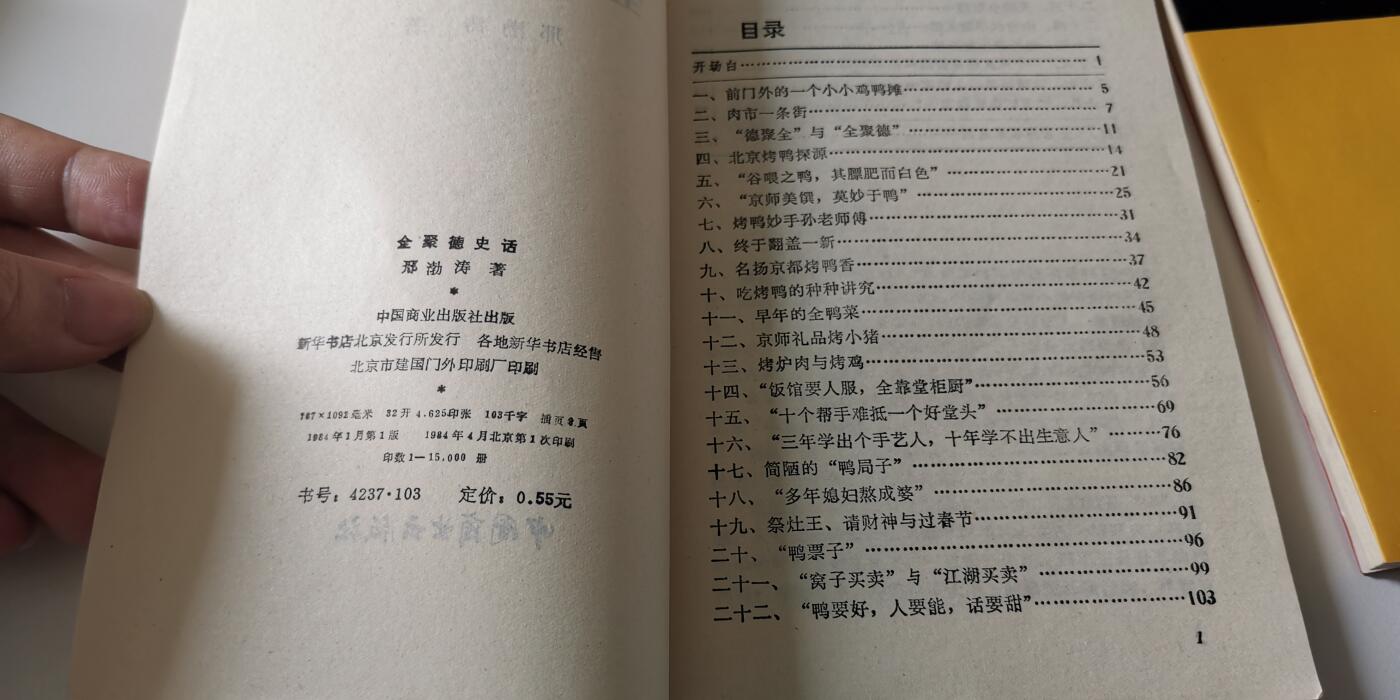 全聚德史话
邢渤涛 著
*
中国商业出版社出版
新华书店北京发行所发行 各地新华书店经售
北京市建国门外印刷厂印刷
*
787×1092毫米 32开 4.625印张 103千字 插页2页
1984年1月第1版 1984年4月北京第1次印刷
印数1—15,000 册
书号:4237·103 定价:0.55元
目录
开场白…………………………………………1
一、前门外的一个小小鸡鸭摊…………………5
二、肉市一条街…………………………………7
三、“德聚全”与“全聚德”……………………11
四、北京烤鸭探源………………………………14
五、“谷喂之鸭,其膘肥而白色”………………21
六、“京师美馔,莫妙于鸭”……………………25
七、烤鸭妙手孙老师傅…………………………31
八、终于翻盖一新………………………………34
九、名扬京都烤鸭香……………………………37
十、吃烤鸭的种种讲究…………………………42
十一、早年的全鸭菜……………………………45
十二、京师礼品烤小猪…………………………48
十三、烤炉肉与烤鸡……………………………53
十四、“饭馆要人服,全靠堂柜厨”……………56
十五、“十个帮手难抵一个好堂头”……………69
十六、“三年学出个手艺人,十年学不出生意人”………76
十七、简陋的“鸭局子”…………………………82
十八、“多年媳妇熬成婆”………………………86
十九、祭灶王、请财神与过春节………………91
二十、“鸭票子”…………………………………96
二十一、“窝子买卖”与“江湖买卖”……………99
二十二、“鸭要好,人要能,话要甜”…………103
1